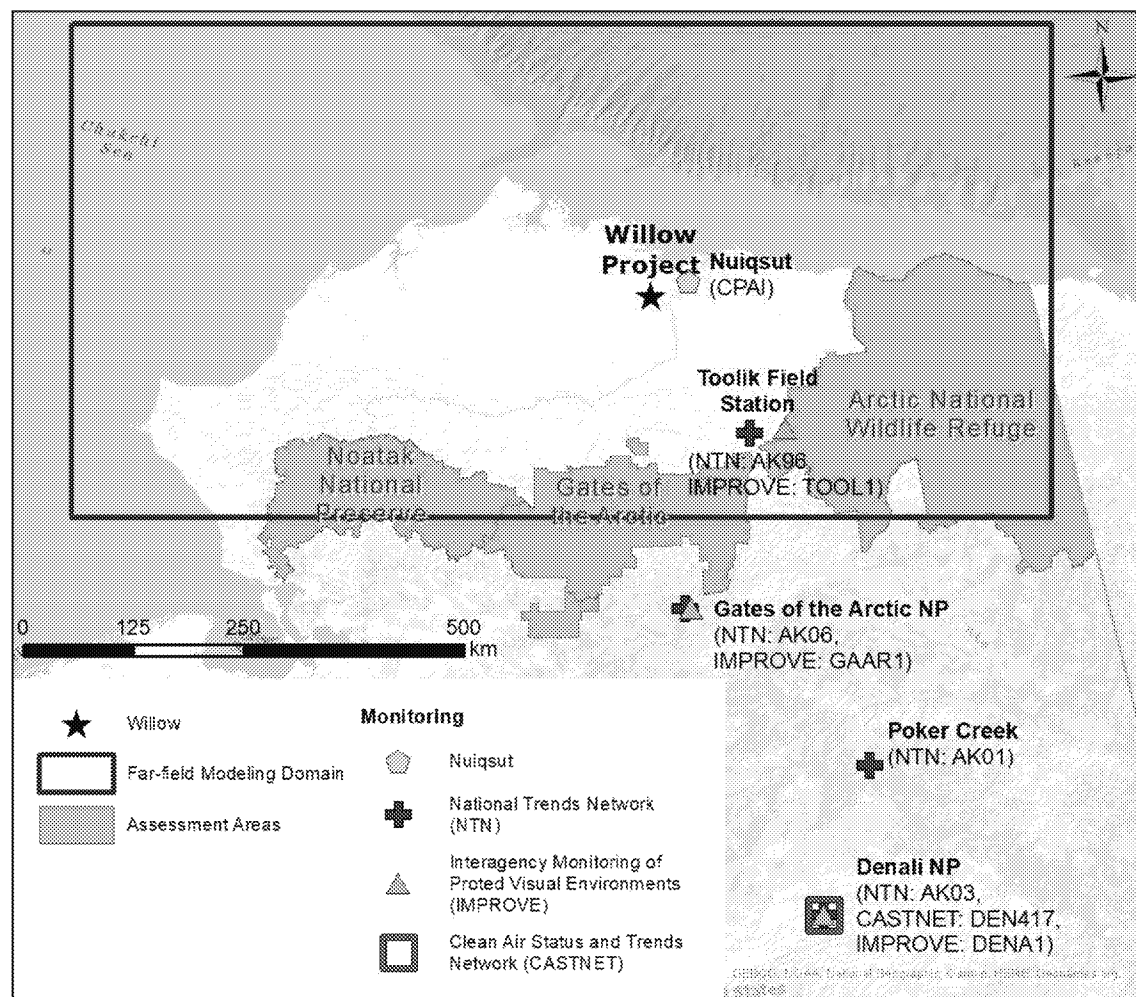 N
Chukchi
Sea
Willow
Project
Nuiqsut
(CPAI)
Toolik Field
Station
(NTN: AK96,
IMPROVE: TOOL1)
Arctic National
Wildlife Refuge
Noatak
National
Preserve
Gates of
the Arctic
Gates of the Arctic NP
(NTN: AK06,
IMPROVE: GAAR1)
0 125 250 500
km
Poker Creek
(NTN: AK01)
Denali NP
(NTN: AK03,
CASTNET: DEN417,
IMPROVE: DENA1)
Willow
Far-field Modeling Domain
Assessment Areas
Monitoring
Nuiqsut
National Trends Network
(NTN)
Interagency Monitoring of
Proted Visual Environments
(IMPROVE)
Clean Air Status and Trends
Network (CASTNET)
states